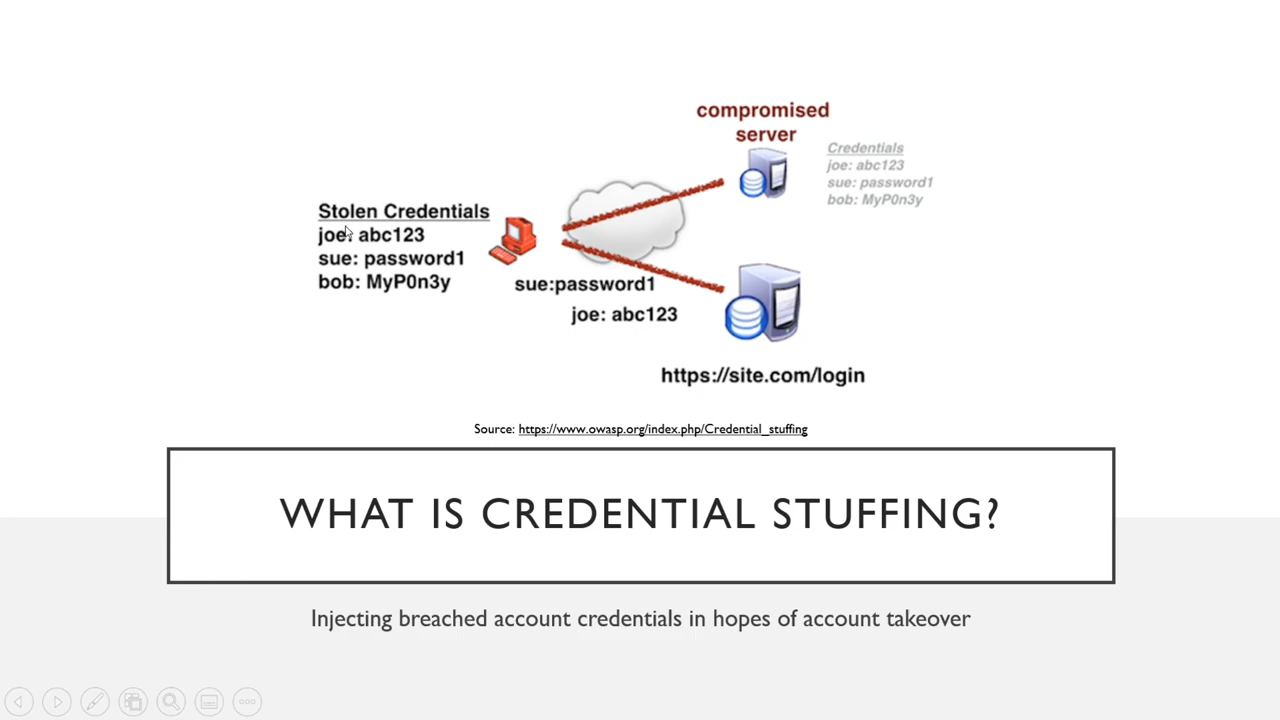 compromised
server
Credentials
joe: abc123
sue: password1
bob: MyP0n3y
Stolen Credentials
joe: abc123
sue: password1
bob: MyP0n3y
sue:password1
joe: abc123
https://site.com/login
Source: https://www.owasp.org/index.php/Credential_stuffing
WHAT IS CREDENTIAL STUFFING?
Injecting breached account credentials in hopes of account takeover